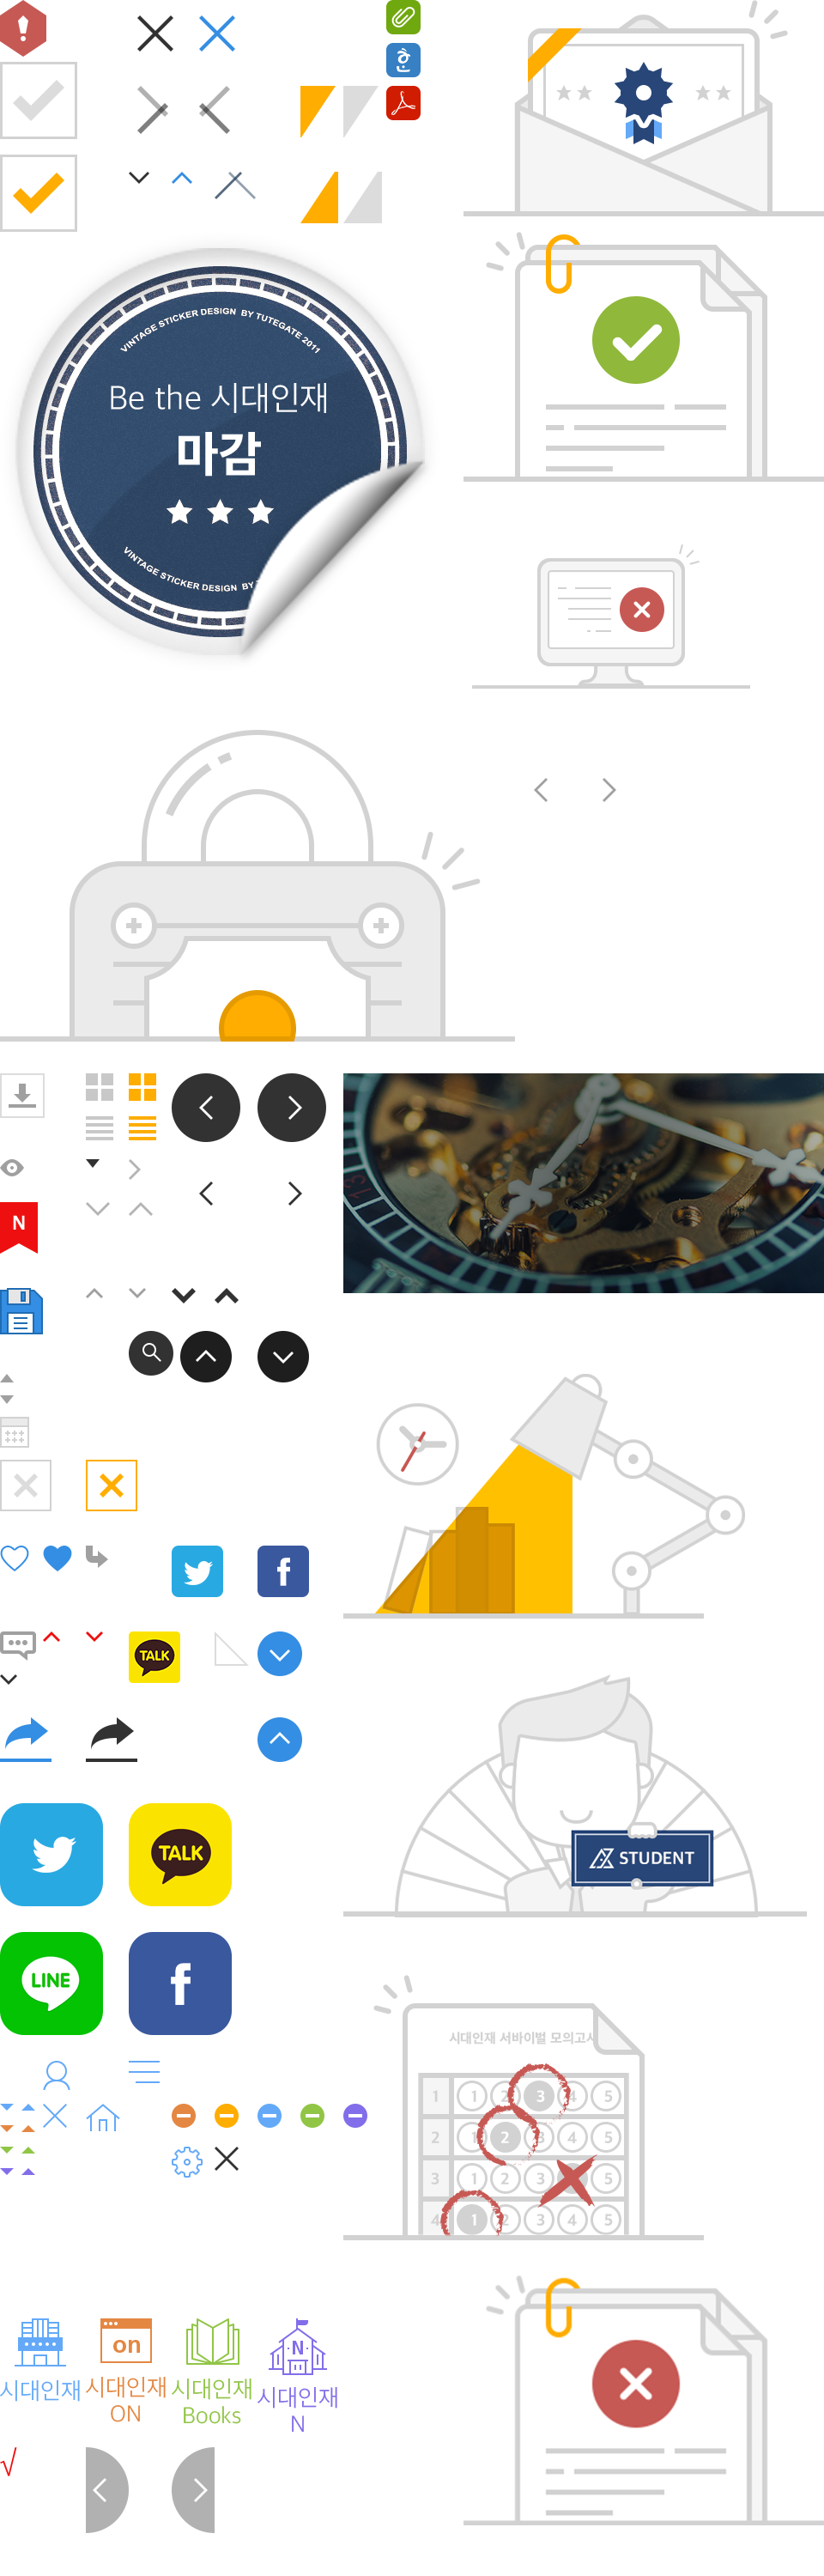 VINTAGE STICKER DESIGN BY TUTEGATE 2011
Be the 시대인재
마감
VINTAGE STICKER DESIGN BY
N
TALK
STUDENT
TALK
LINE
시대인재 서바이벌 모의고사
1 1 2 3 4 5
2 1 2 3 4 5
3 1 2 3 5
4 1 2 3 4 5
on
N
시대인재
시대인재
ON
시대인재
Books
시대인재
N